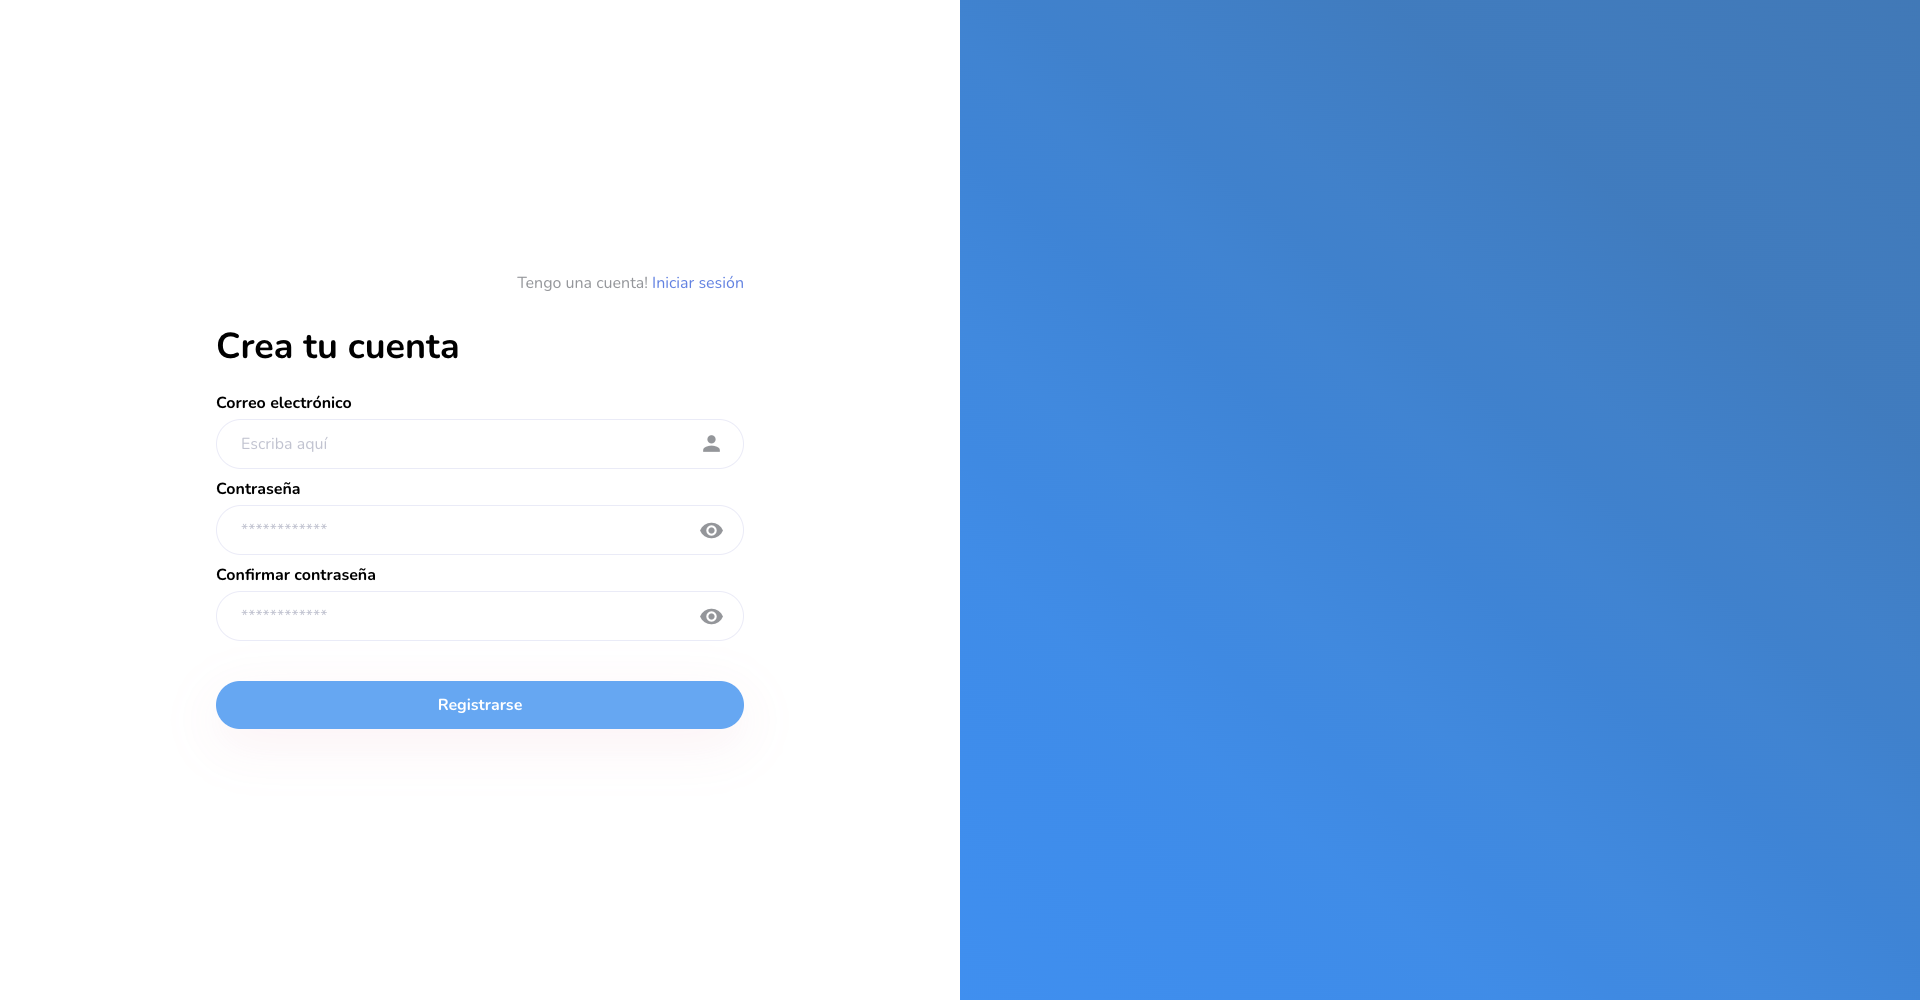 Tengo una cuenta! Iniciar sesión
Crea tu cuenta
Correo electrónico
Escriba aquí
Contraseña
************
Confirmar contraseña
************
Registrarse